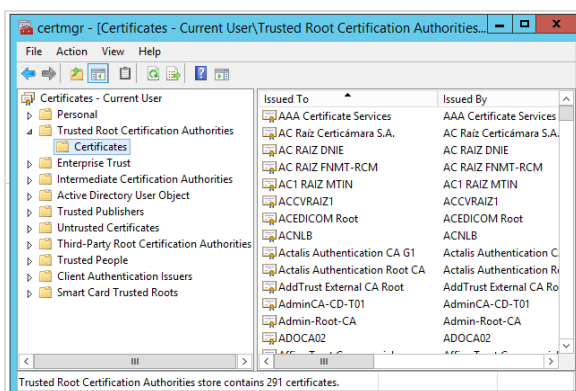 certmgr - [Certificates - Current User\Trusted Root Certification Authorities...
File Action View Help
Certificates - Current User
Personal
Trusted Root Certification Authorities
Certificates
Enterprise Trust
Intermediate Certification Authorities
Active Directory User Object
Trusted Publishers
Untrusted Certificates
Third-Party Root Certification Authorities
Trusted People
Client Authentication Issuers
Smart Card Trusted Roots
Issued To Issued By
AAA Certificate Services AAA Certificate Services
AC Raíz Certicámara S.A. AC Raíz Certicámara S.A.
AC RAIZ DNIE AC RAIZ DNIE
AC RAIZ FNMT-RCM AC RAIZ FNMT-RCM
AC1 RAIZ MTIN AC1 RAIZ MTIN
ACCVRAIZ1 ACCVRAIZ1
ACEDICOM Root ACEDICOM Root
ACNLB ACNLB
Actalis Authentication CA G1 Actalis Authentication C
Actalis Authentication Root CA Actalis Authentication R
AddTrust External CA Root AddTrust External CA Ro
AdminCA-CD-T01 AdminCA-CD-T01
Admin-Root-CA Admin-Root-CA
ADOCA02 ADOCA02
Trusted Root Certification Authorities store contains 291 certificates.